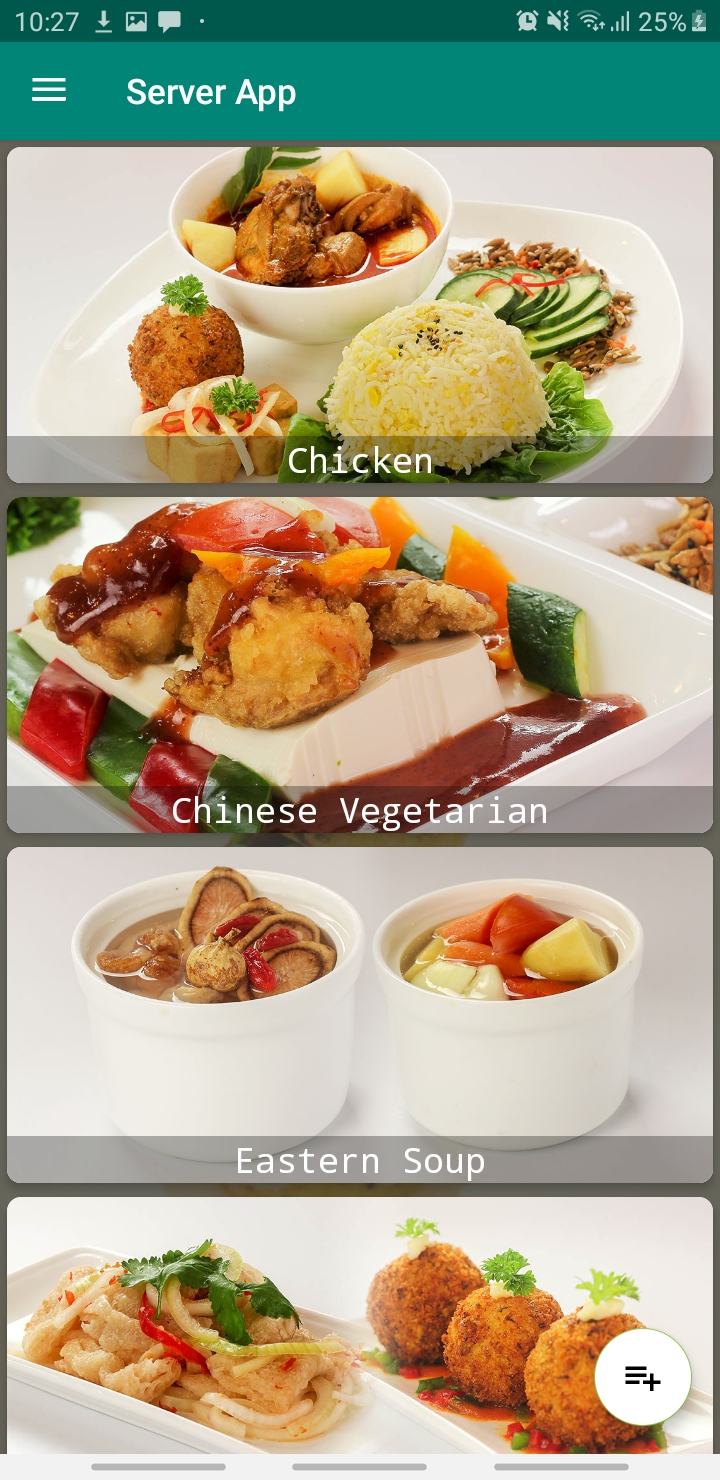 10:27
25%
Server App
Chicken
Chinese Vegetarian
Eastern Soup